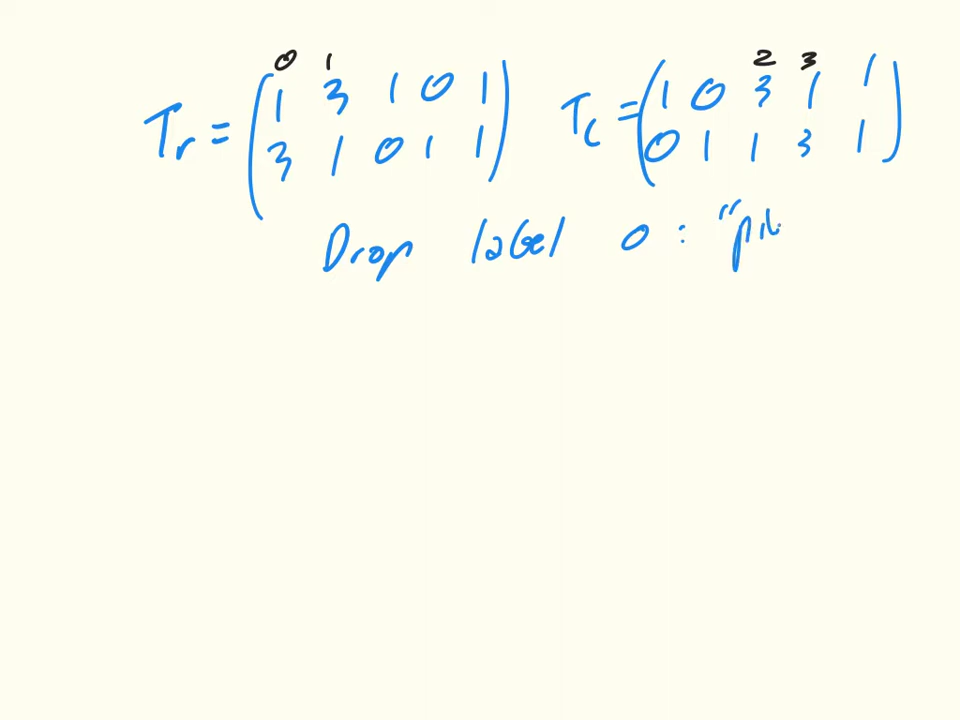 0 1 2 3
Tr = ( 1 3 1 0 1 ) Tc = ( 1 0 3 1 1 )
3 1 0 1 1 0 1 1 3 1
Drop label 0 : "